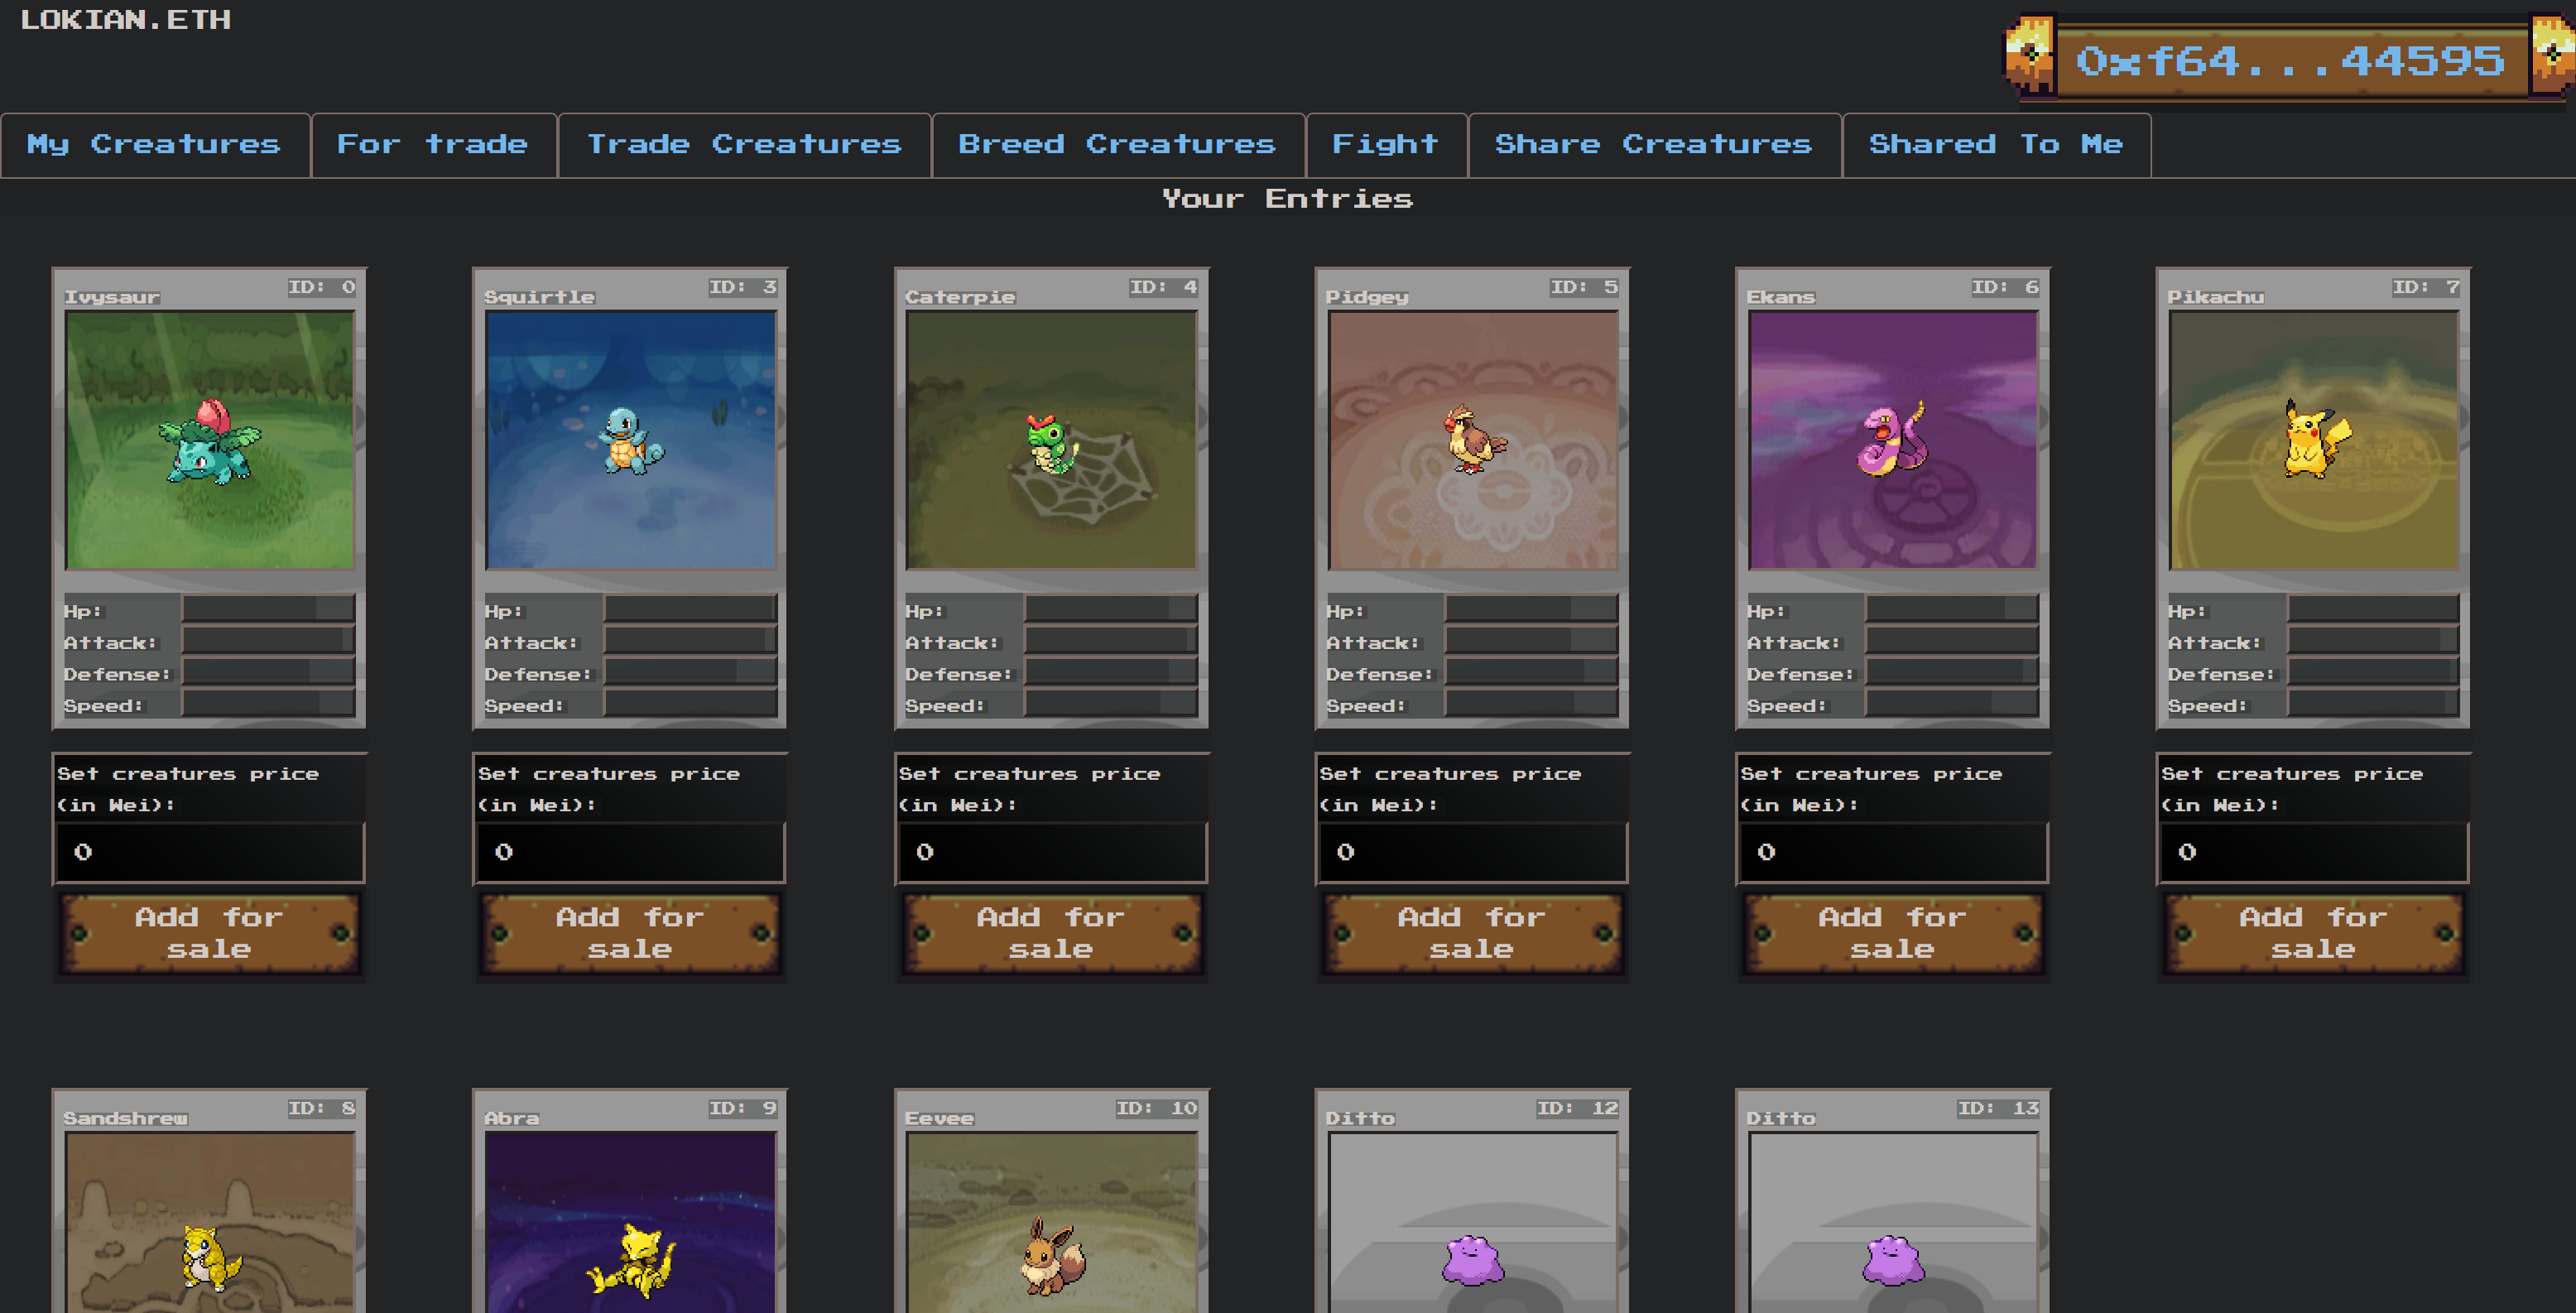 LOKIAN.ETH
0xf64...44595
My Creatures
For trade
Trade Creatures
Breed Creatures
Fight
Share Creatures
Shared To Me
Your Entries
Ivysaur
ID: 0
Hp:
Attack:
Defense:
Speed:
Set creatures price
(in Wei):
0
Add for
sale
Squirtle
ID: 3
Hp:
Attack:
Defense:
Speed:
Set creatures price
(in Wei):
0
Add for
sale
Caterpie
ID: 4
Hp:
Attack:
Defense:
Speed:
Set creatures price
(in Wei):
0
Add for
sale
Pidgey
ID: 5
Hp:
Attack:
Defense:
Speed:
Set creatures price
(in Wei):
0
Add for
sale
Ekans
ID: 6
Hp:
Attack:
Defense:
Speed:
Set creatures price
(in Wei):
0
Add for
sale
Pikachu
ID: 7
Hp:
Attack:
Defense:
Speed:
Set creatures price
(in Wei):
0
Add for
sale
Sandshrew
ID: 8
Abra
ID: 9
Eevee
ID: 10
Ditto
ID: 12
Ditto
ID: 13